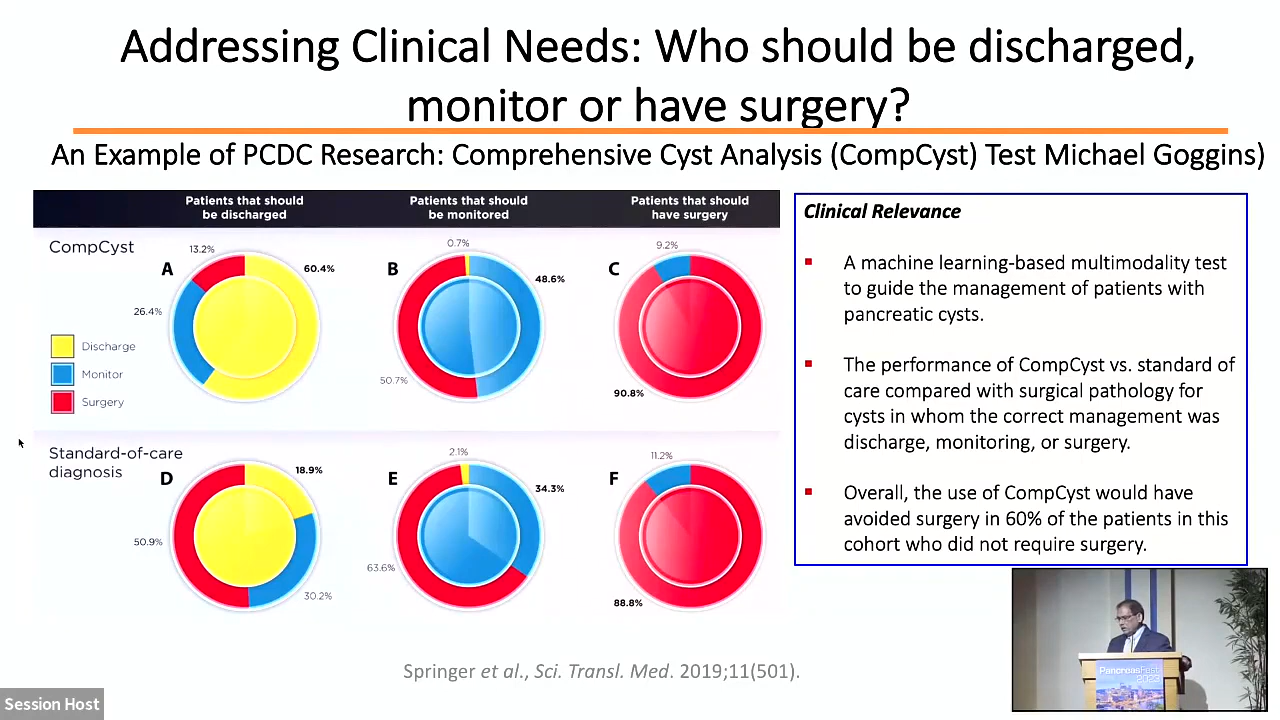 Addressing Clinical Needs: Who should be discharged,
monitor or have surgery?
An Example of PCDC Research: Comprehensive Cyst Analysis (CompCyst) Test Michael Goggins)
Patients that should
be discharged
Patients that should
be monitored
Patients that should
have surgery
CompCyst
A
13.2%
60.4%
26.4%
B
0.7%
48.6%
50.7%
C
9.2%
90.8%
Discharge
Monitor
Surgery
Standard-of-care
diagnosis
D
18.9%
50.9%
30.2%
E
2.1%
34.3%
63.6%
F
11.2%
88.8%
Clinical Relevance
A machine learning-based multimodality test
to guide the management of patients with
pancreatic cysts.
The performance of CompCyst vs. standard of
care compared with surgical pathology for
cysts in whom the correct management was
discharge, monitoring, or surgery.
Overall, the use of CompCyst would have
avoided surgery in 60% of the patients in this
cohort who did not require surgery.
Springer et al., Sci. Transl. Med. 2019;11(501).
PancreasFest
Session Host